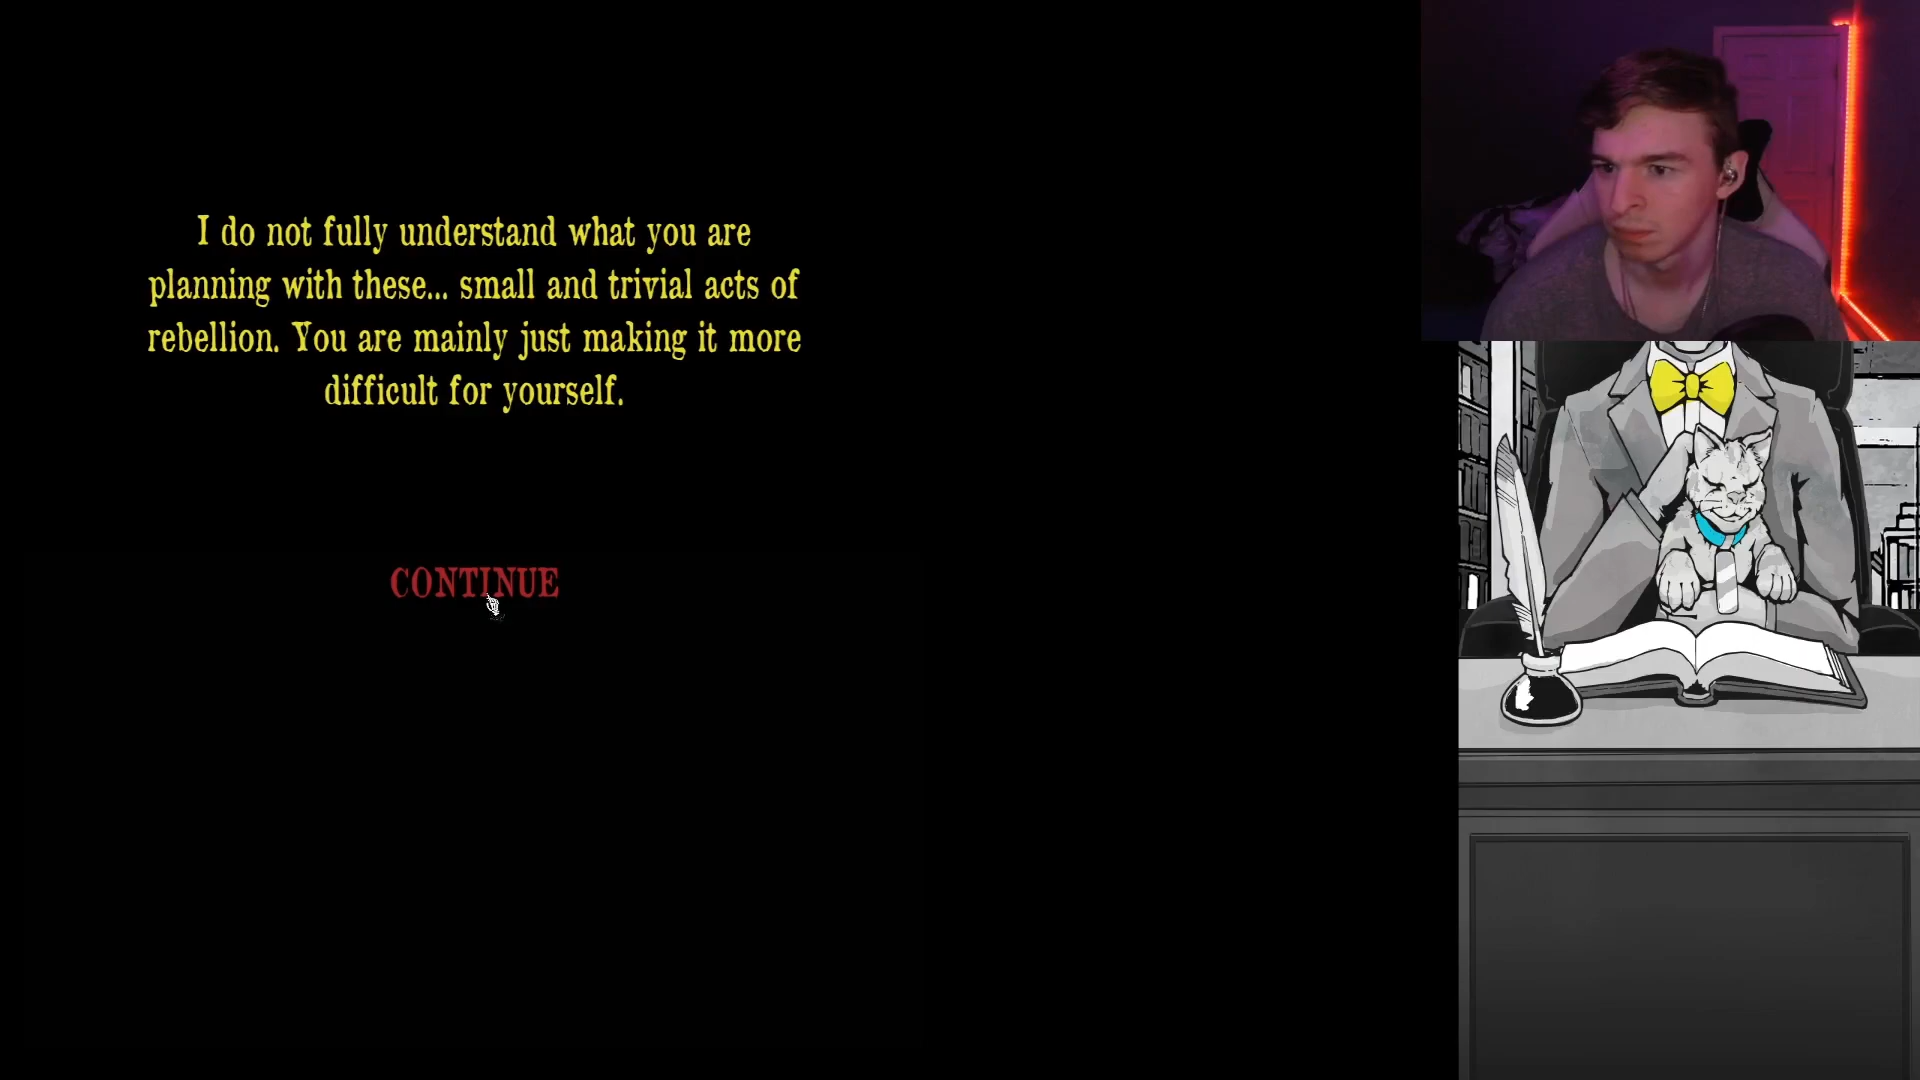 I do not fully understand what you are
planning with these... small and trivial acts of
rebellion. You are mainly just making it more
difficult for yourself.
CONTINUE